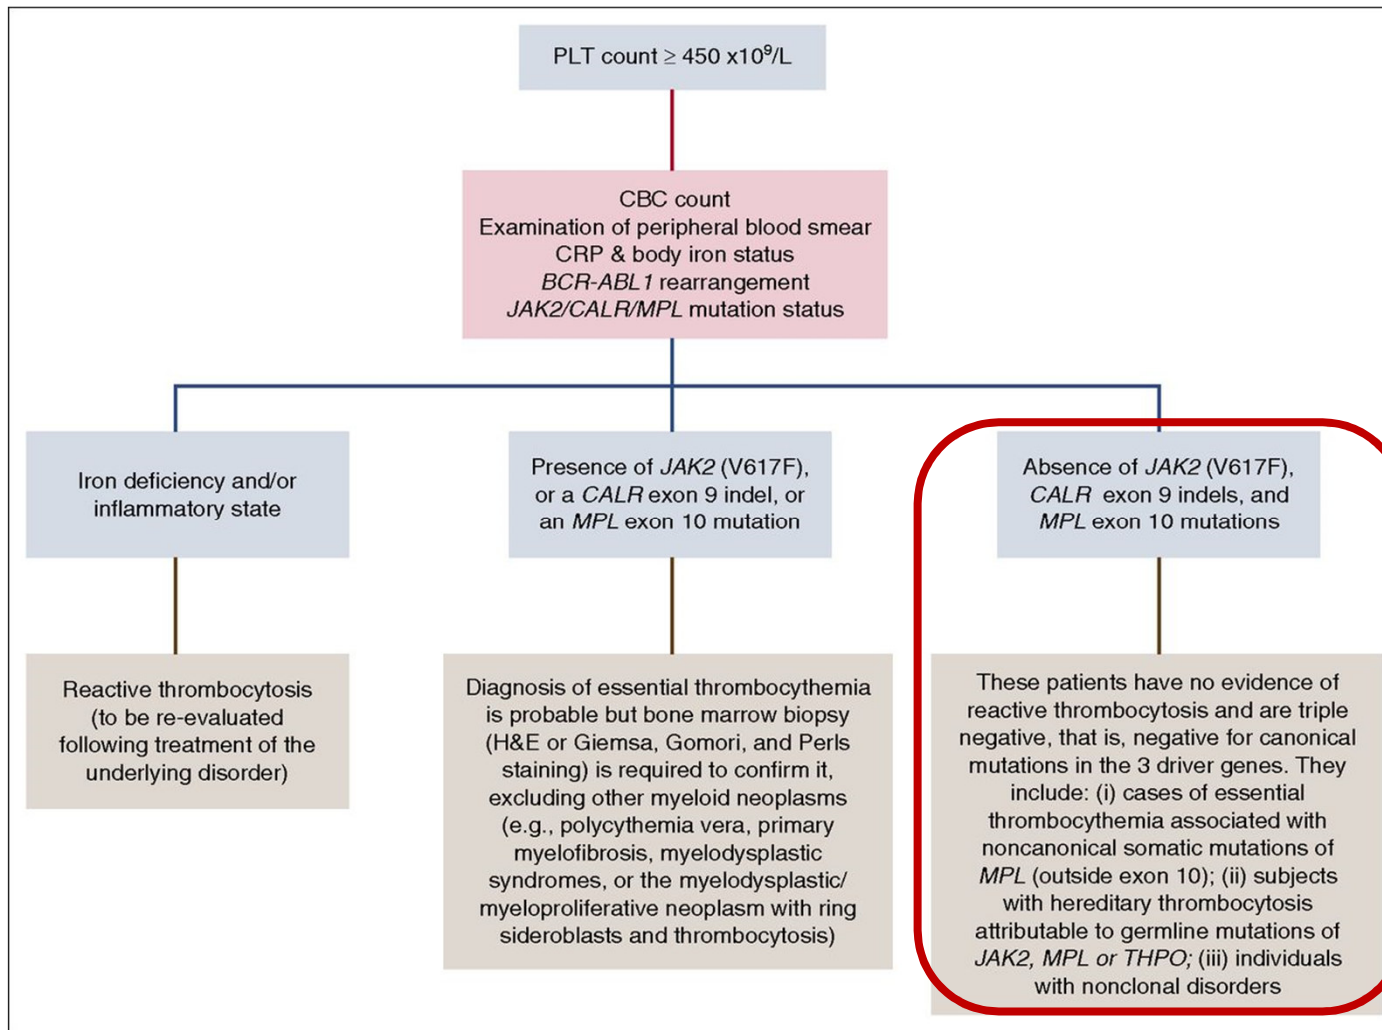 PLT count ≥ 450 x10⁹/L
CBC count
Examination of peripheral blood smear
CRP & body iron status
BCR-ABL1 rearrangement
JAK2/CALR/MPL mutation status
Iron deficiency and/or
inflammatory state
Presence of JAK2 (V617F),
or a CALR exon 9 indel, or
an MPL exon 10 mutation
Absence of JAK2 (V617F),
CALR exon 9 indels, and
MPL exon 10 mutations
Reactive thrombocytosis
(to be re-evaluated
following treatment of the
underlying disorder)
Diagnosis of essential thrombocythemia
is probable but bone marrow biopsy
(H&E or Giemsa, Gomori, and Perls
staining) is required to confirm it,
excluding other myeloid neoplasms
(e.g., polycythemia vera, primary
myelofibrosis, myelodysplastic
syndromes, or the myelodysplastic/
myeloproliferative neoplasm with ring
sideroblasts and thrombocytosis)
These patients have no evidence of
reactive thrombocytosis and are triple
negative, that is, negative for canonical
mutations in the 3 driver genes. They
include: (i) cases of essential
thrombocythemia associated with
noncanonical somatic mutations of
MPL (outside exon 10); (ii) subjects
with hereditary thrombocytosis
attributable to germline mutations of
JAK2, MPL or THPO; (iii) individuals
with nonclonal disorders